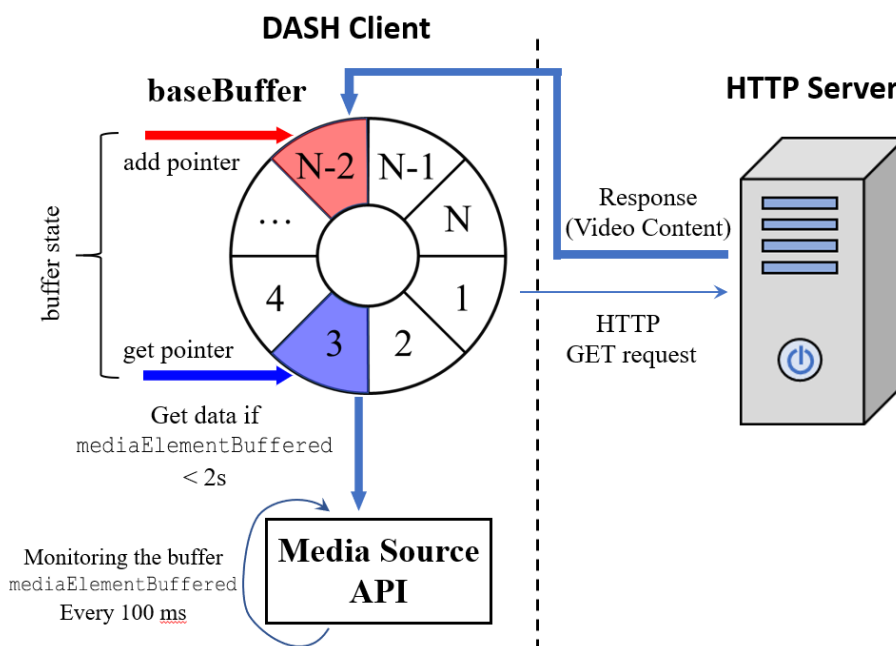 DASH Client
HTTP Server
baseBuffer
add pointer
N-2
N-1
N
1
2
3
4
...
buffer state
get pointer
Response
(Video Content)
HTTP
GET request
Get data if
mediaElementBuffered
< 2s
Monitoring the buffer
mediaElementBuffered
Every 100 ms
Media Source
API